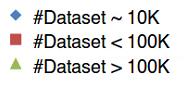 #Dataset ~ 10K
#Dataset < 100K
#Dataset > 100K